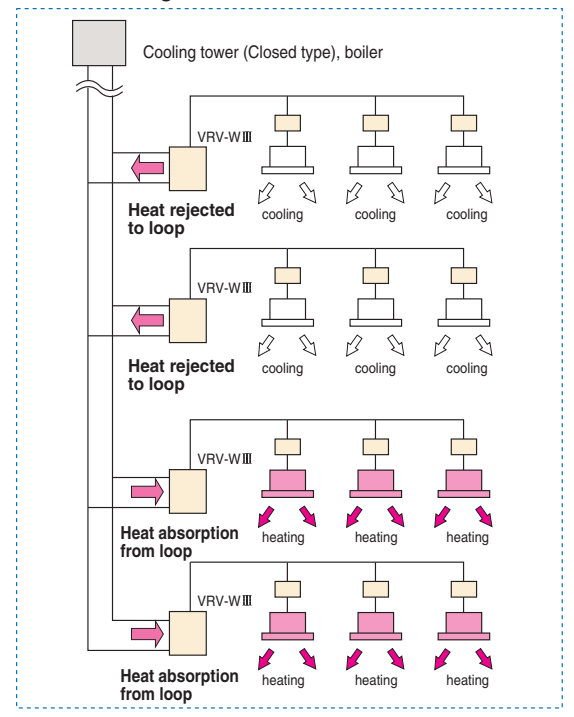 Cooling tower (Closed type), boiler
VRV-WIII
Heat rejected
to loop
cooling cooling cooling
VRV-WIII
Heat rejected
to loop
cooling cooling cooling
VRV-WIII
Heat absorption
from loop
heating heating heating
VRV-WIII
Heat absorption
from loop
heating heating heating